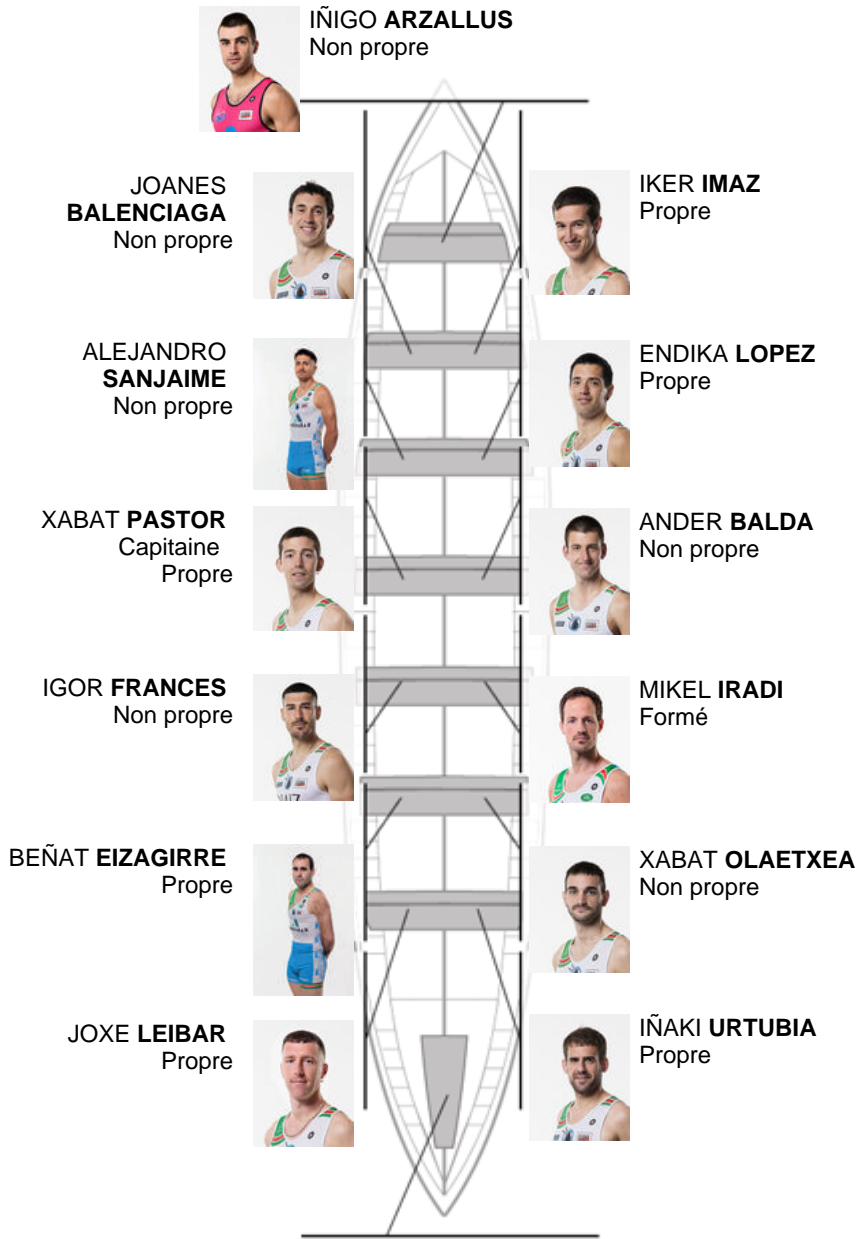 IÑIGO ARZALLUS
Non propre
JOANES
BALENCIAGA
Non propre
IKER IMAZ
Propre
ALEJANDRO
SANJAIME
Non propre
ENDIKA LOPEZ
Propre
XABAT PASTOR
Capitaine
Propre
ANDER BALDA
Non propre
IGOR FRANCES
Non propre
MIKEL IRADI
Formé
BEÑAT EIZAGIRRE
Propre
XABAT OLAETXEA
Non propre
JOXE LEIBAR
Propre
IÑAKI URTUBIA
Propre